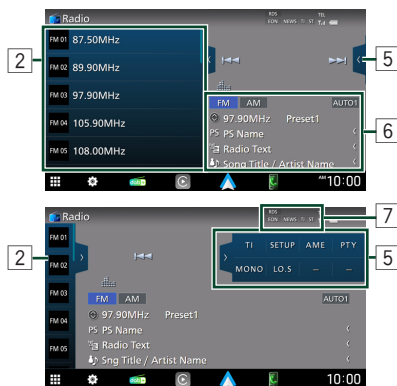 Radio
RDS TEL
EON NEWS TI ST
2
FM 01 87.50MHz
FM 02 89.90MHz
FM 03 97.90MHz
FM 04 105.90MHz
FM 05 108.00MHz
5
FM AM AUTO1
97.90MHz Preset1
PS PS Name
Radio Text
Song Title / Artist Name
6
AM 10:00
Radio
RDS
EON NEWS TI ST
7
2
FM 01
FM 02
FM 03
FM 04
FM 05
TI SETUP AME PTY
MONO LO.S – –
5
FM AM AUTO1
97.90MHz Preset1
PS PS Name
Radio Text
Sng Title / Artist Name
10:00